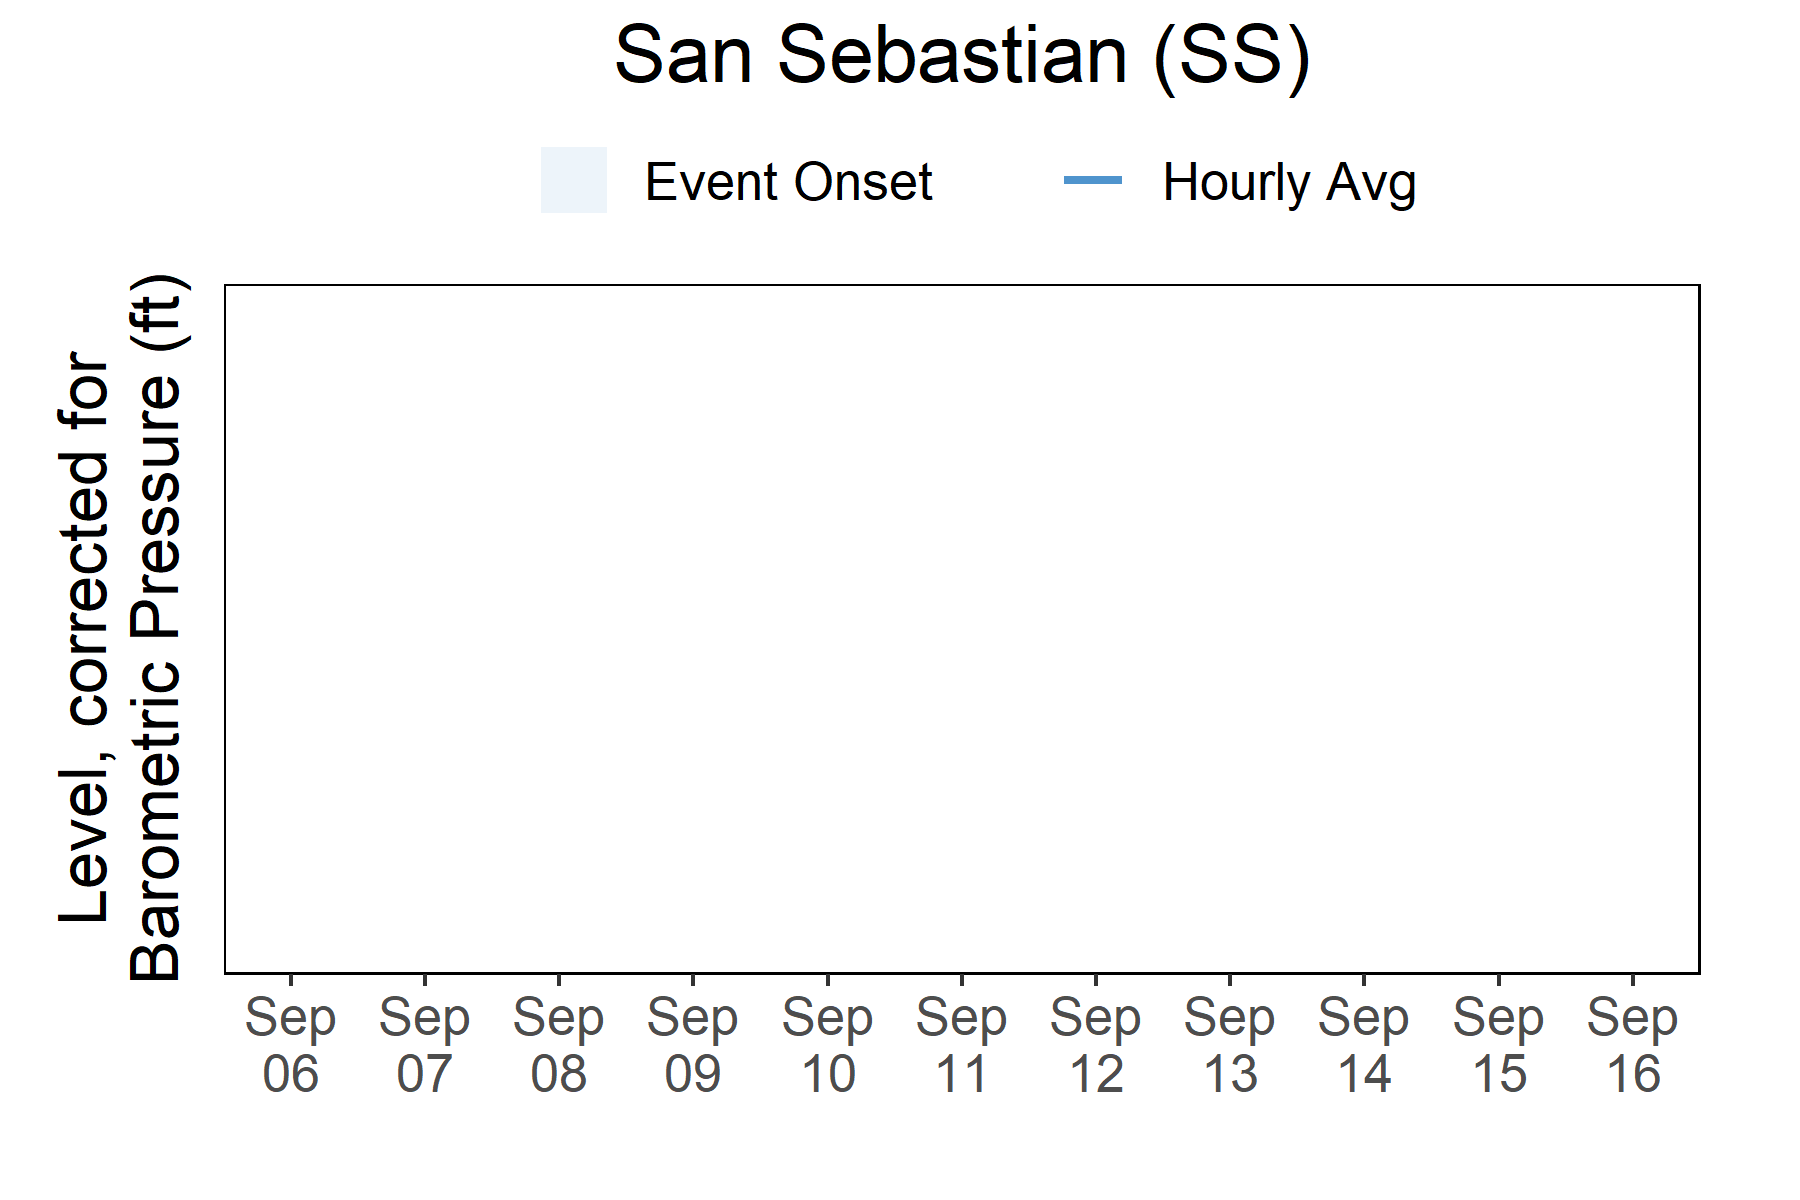 San Sebastian (SS)
Event Onset
Hourly Avg
Level, corrected for
Barometric Pressure (ft)
Sep
06
Sep
07
Sep
08
Sep
09
Sep
10
Sep
11
Sep
12
Sep
13
Sep
14
Sep
15
Sep
16